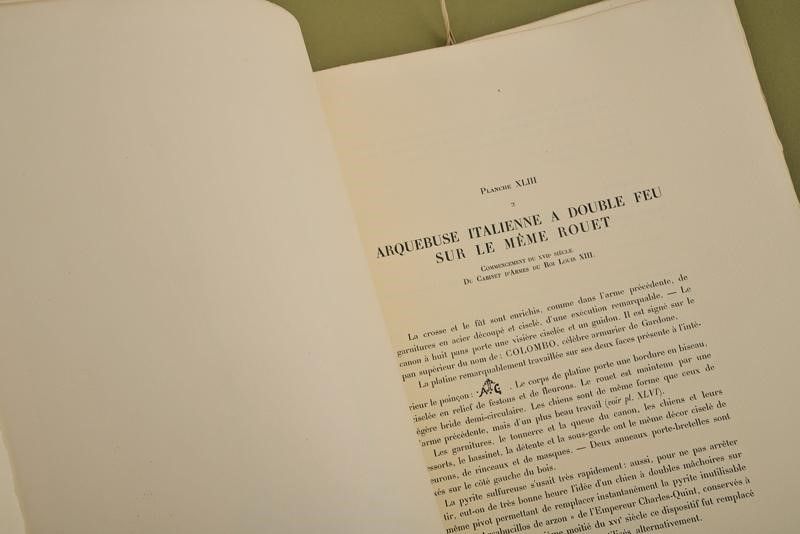 Planche XLIII
2
ARQUEBUSE ITALIENNE A DOUBLE FEU
SUR LE MÊME ROUET
Commencement du XVIIe siècle.
Du Cabinet d'Armes du Roi Louis XIII.
La crosse et le fût sont enrichis, comme dans l'arme précédente, de
garnitures en acier découpé et ciselé, d'une exécution remarquable. — Le
canon à huit pans porte une visière ciselée et un guidon. Il est signé sur le
pan supérieur du nom de : COLOMBO, célèbre armurier de Gardone.
La platine remarquablement travaillée sur ses deux faces présente à l'inté-
rieur le poinçon : . Le corps de platine porte une bordure en biseau,
ciselée en relief de festons et de fleurons. Le rouet est maintenu par une
égère bride demi-circulaire. Les chiens sont de même forme que ceux de
'arme précédente, mais d'un plus beau travail (voir pl. XLVI).
Les garnitures, le tonnerre et la queue du canon, les chiens et leurs
essorts, le bassinet, la détente et la sous-garde ont le même décor ciselé de
eurons, de rinceaux et de masques. — Deux anneaux porte-bretelles sont
xés sur le côté gauche du bois.
La pyrite sulfureuse s'usait très rapidement : aussi, pour ne pas arrêter
tir, eut-on de très bonne heure l'idée d'un chien à doubles mâchoires sur
même pivot permettant de remplacer instantanément la pyrite inutilisable
cabucillos de arzon » de l'Empereur Charles-Quint, conservés à
moitié du XVIe siècle ce dispositif fut remplacé
alternativement.